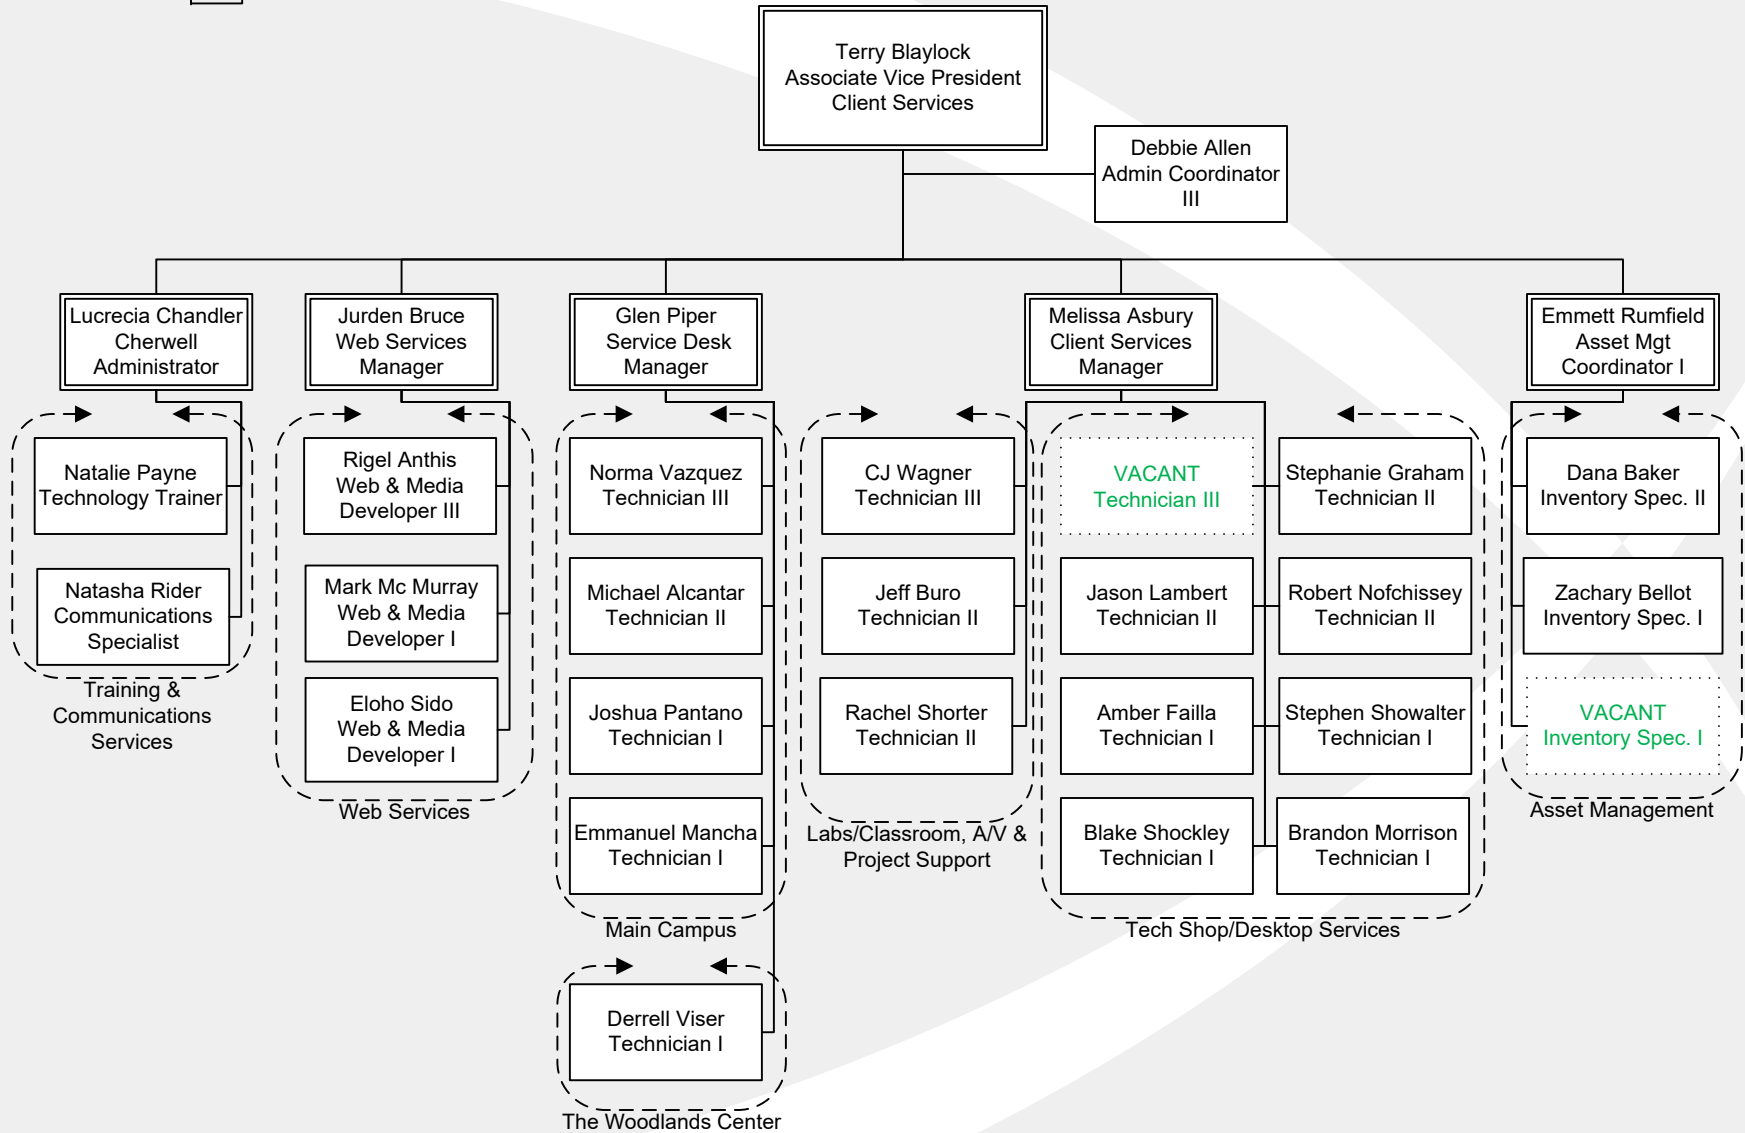 Terry Blaylock
Associate Vice President
Client Services
Debbie Allen
Admin Coordinator
III
Lucrecia Chandler
Cherwell
Administrator
Jurden Bruce
Web Services
Manager
Glen Piper
Service Desk
Manager
Melissa Asbury
Client Services
Manager
Emmett Rumfield
Asset Mgt
Coordinator I
Natalie Payne
Technology Trainer
Natasha Rider
Communications
Specialist
Training &
Communications
Services
Rigel Anthis
Web & Media
Developer III
Mark Mc Murray
Web & Media
Developer I
Eloho Sido
Web & Media
Developer I
Web Services
Norma Vazquez
Technician III
Michael Alcantar
Technician II
Joshua Pantano
Technician I
Emmanuel Mancha
Technician I
Main Campus
Derrell Viser
Technician I
The Woodlands Center
CJ Wagner
Technician III
Jeff Buro
Technician II
Rachel Shorter
Technician II
Labs/Classroom, A/V &
Project Support
VACANT
Technician III
Jason Lambert
Technician II
Amber Failla
Technician I
Blake Shockley
Technician I
Stephanie Graham
Technician II
Robert Nofchissey
Technician II
Stephen Showalter
Technician I
Brandon Morrison
Technician I
Tech Shop/Desktop Services
Dana Baker
Inventory Spec. II
Zachary Bellot
Inventory Spec. I
VACANT
Inventory Spec. I
Asset Management